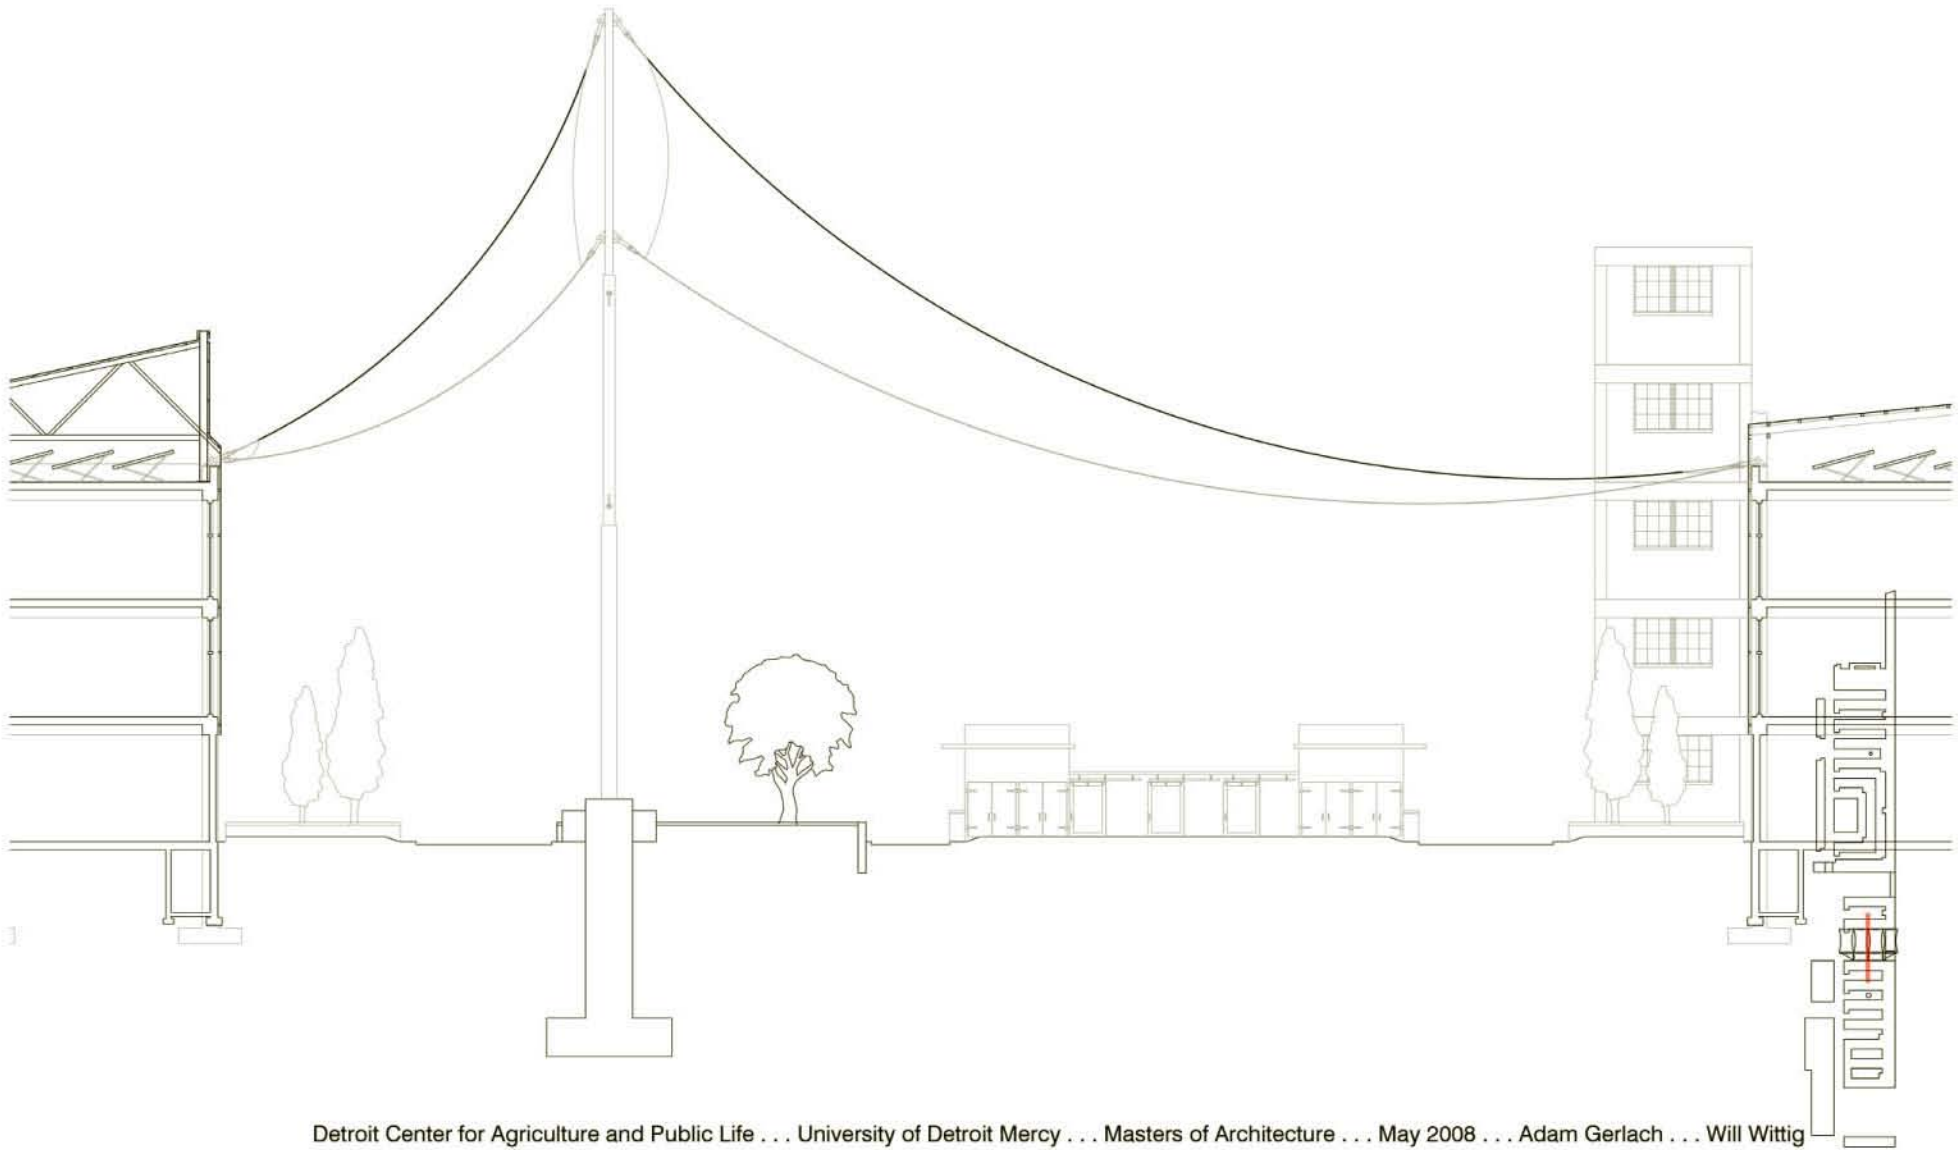 Detroit Center for Agriculture and Public Life . . . University of Detroit Mercy . . . Masters of Architecture . . . May 2008 . . . Adam Gerlach . . . Will Wittig